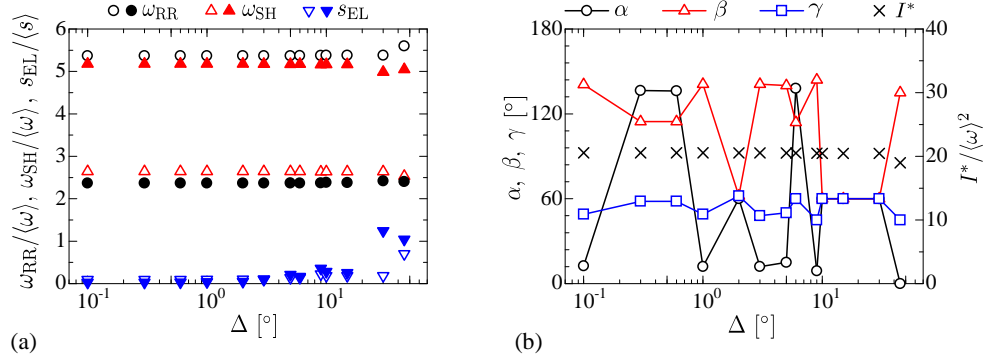 ω_RR ω_SH s_EL
ω_RR/⟨ω⟩, ω_SH/⟨ω⟩, s_EL/⟨s⟩
6
5
4
3
2
1
0
10^-1 10^0 10^1
Δ [°]
(a)
α β γ I*
α, β, γ [°]
180
120
60
0
40
30
20
10
0
I*/⟨ω⟩^2
10^-1 10^0 10^1
Δ [°]
(b)